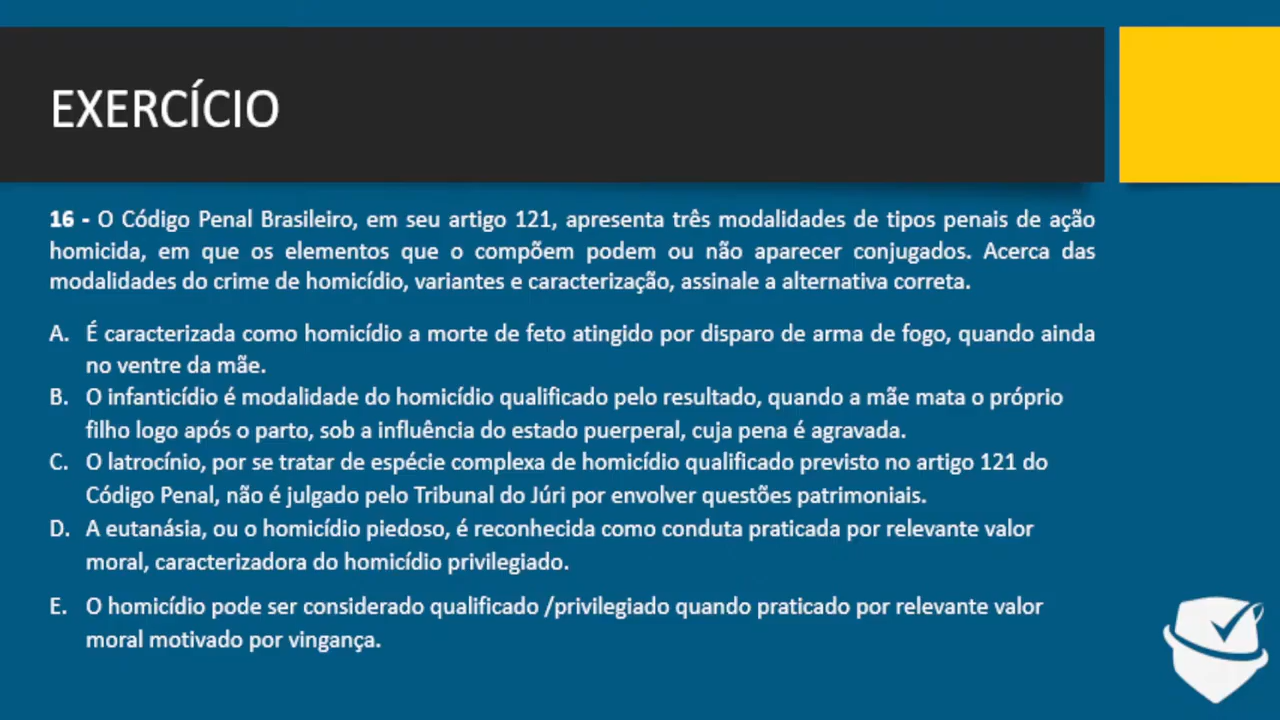 EXERCÍCIO
16 - O Código Penal Brasileiro, em seu artigo 121, apresenta três modalidades de tipos penais de ação
homicida, em que os elementos que o compõem podem ou não aparecer conjugados. Acerca das
modalidades do crime de homicídio, variantes e caracterização, assinale a alternativa correta.
A. É caracterizada como homicídio a morte de feto atingido por disparo de arma de fogo, quando ainda
no ventre da mãe.
B. O infanticídio é modalidade do homicídio qualificado pelo resultado, quando a mãe mata o próprio
filho logo após o parto, sob a influência do estado puerperal, cuja pena é agravada.
C. O latrocínio, por se tratar de espécie complexa de homicídio qualificado previsto no artigo 121 do
Código Penal, não é julgado pelo Tribunal do Júri por envolver questões patrimoniais.
D. A eutanásia, ou o homicídio piedoso, é reconhecida como conduta praticada por relevante valor
moral, caracterizadora do homicídio privilegiado.
E. O homicídio pode ser considerado qualificado /privilegiado quando praticado por relevante valor
moral motivado por vingança.